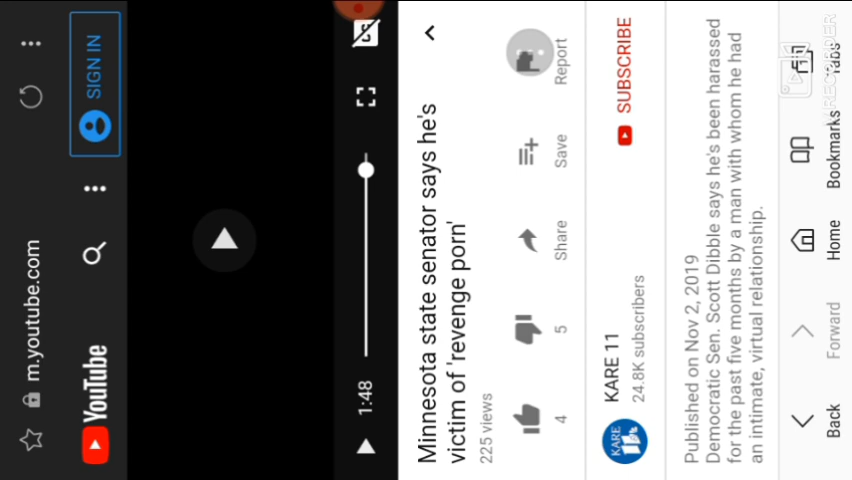 m.youtube.com
YouTube
SIGN IN
1:48
Minnesota state senator says he's
victim of 'revenge porn'
225 views
4
5
Share
Save
Report
KARE 11
24.8K subscribers
SUBSCRIBE
KARE
Published on Nov 2, 2019
Democratic Sen. Scott Dibble says he's been harassed
for the past five months by a man with whom he had
an intimate, virtual relationship.
Back
Forward
Home
Bookmarks
Tabs